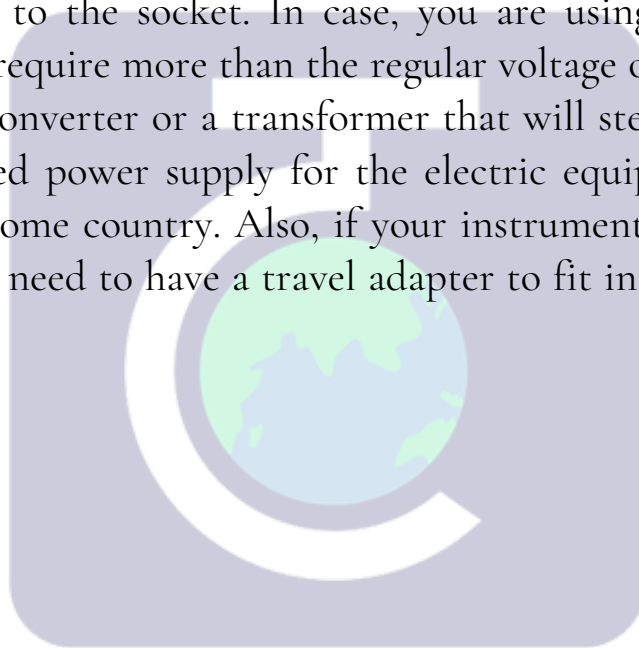 to the socket. In case, you are using
require more than the regular voltage o
onverter or a transformer that will ste
ed power supply for the electric equip
ome country. Also, if your instrument
need to have a travel adapter to fit in